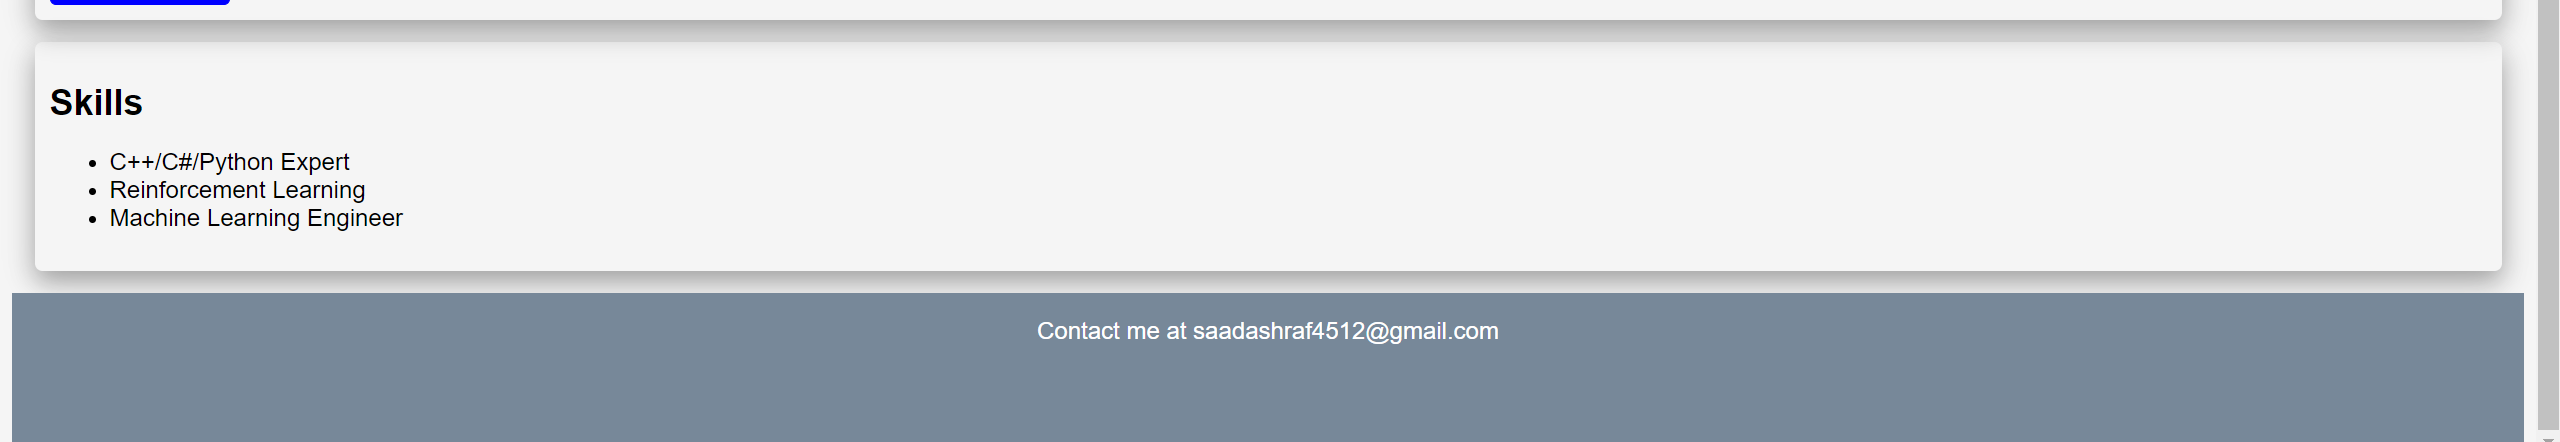 Skills
C++/C#/Python Expert
Reinforcement Learning
Machine Learning Engineer
Contact me at saadashraf4512@gmail.com